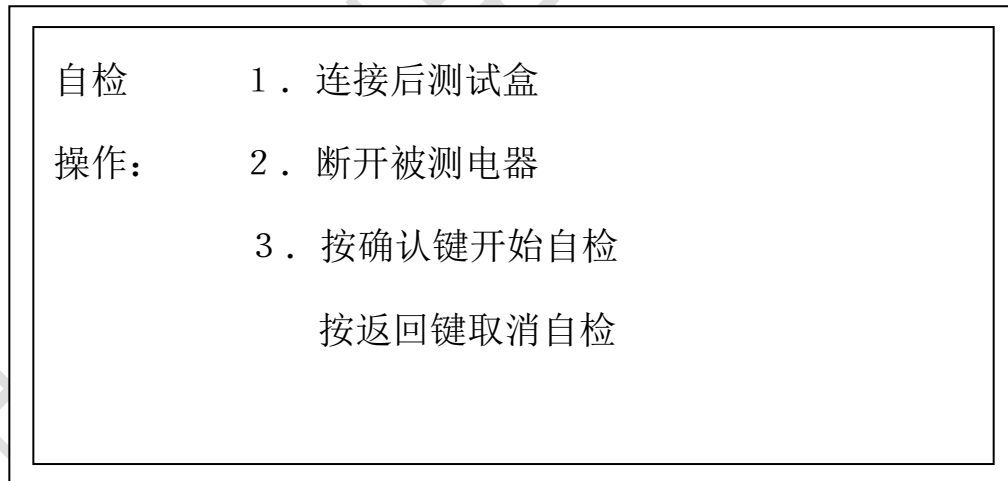 自检 １．连接后测试盒
操作： ２．断开被测电器
３．按确认键开始自检
按返回键取消自检